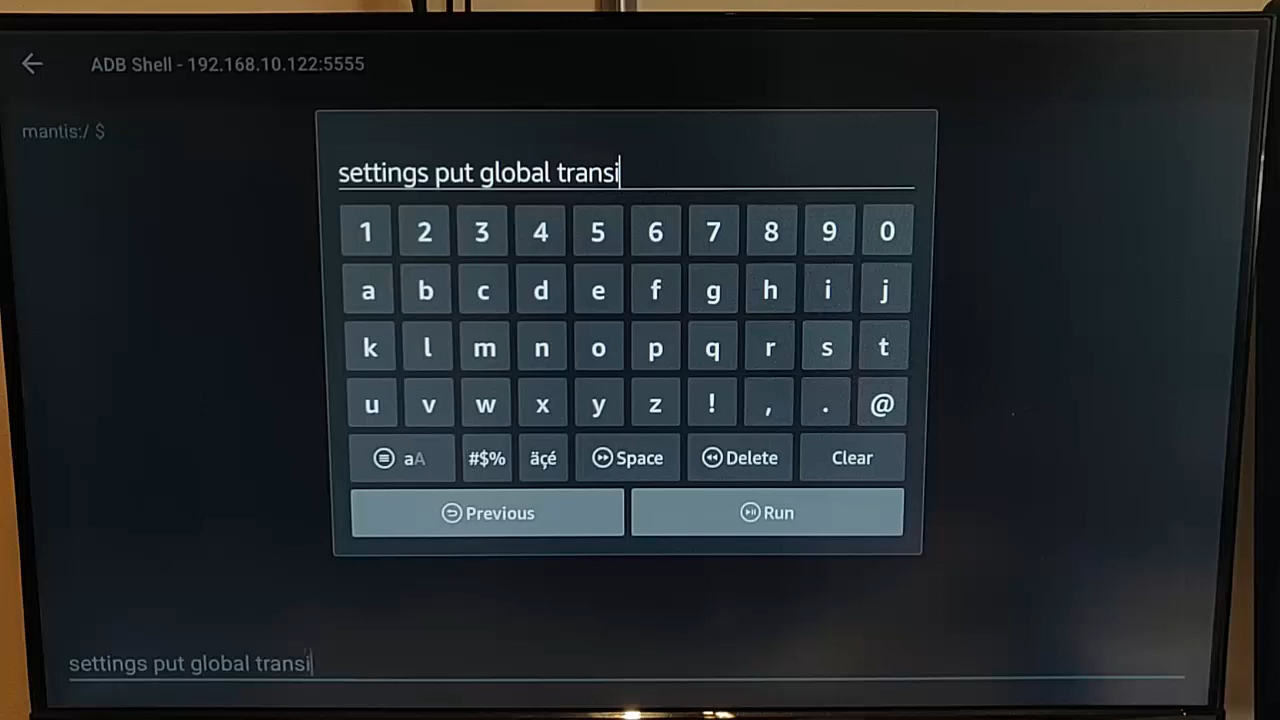 ADB Shell - 192.168.10.122:5555
mantis:/ $
settings put global transi
1 2 3 4 5 6 7 8 9 0
a b c d e f g h i j
k l m n o p q r s t
u v w x y z ! , . @
aA #$% äçé Space Delete Clear
Previous Run
settings put global transi